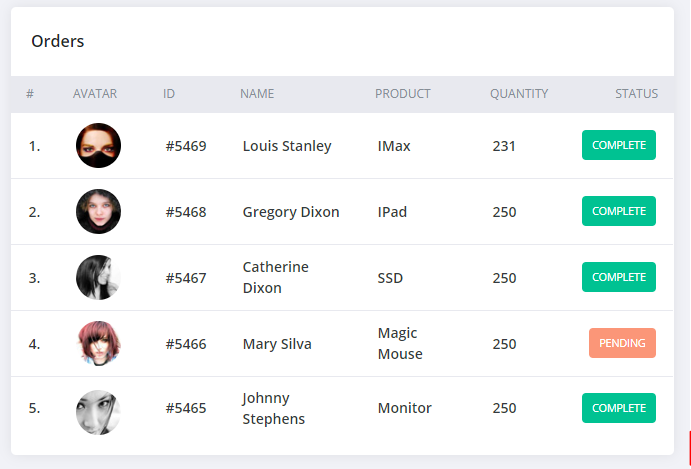 Orders
# AVATAR ID NAME PRODUCT QUANTITY STATUS
1. #5469 Louis Stanley IMax 231 COMPLETE
2. #5468 Gregory Dixon IPad 250 COMPLETE
3. #5467 Catherine Dixon SSD 250 COMPLETE
4. #5466 Mary Silva Magic Mouse 250 PENDING
5. #5465 Johnny Stephens Monitor 250 COMPLETE